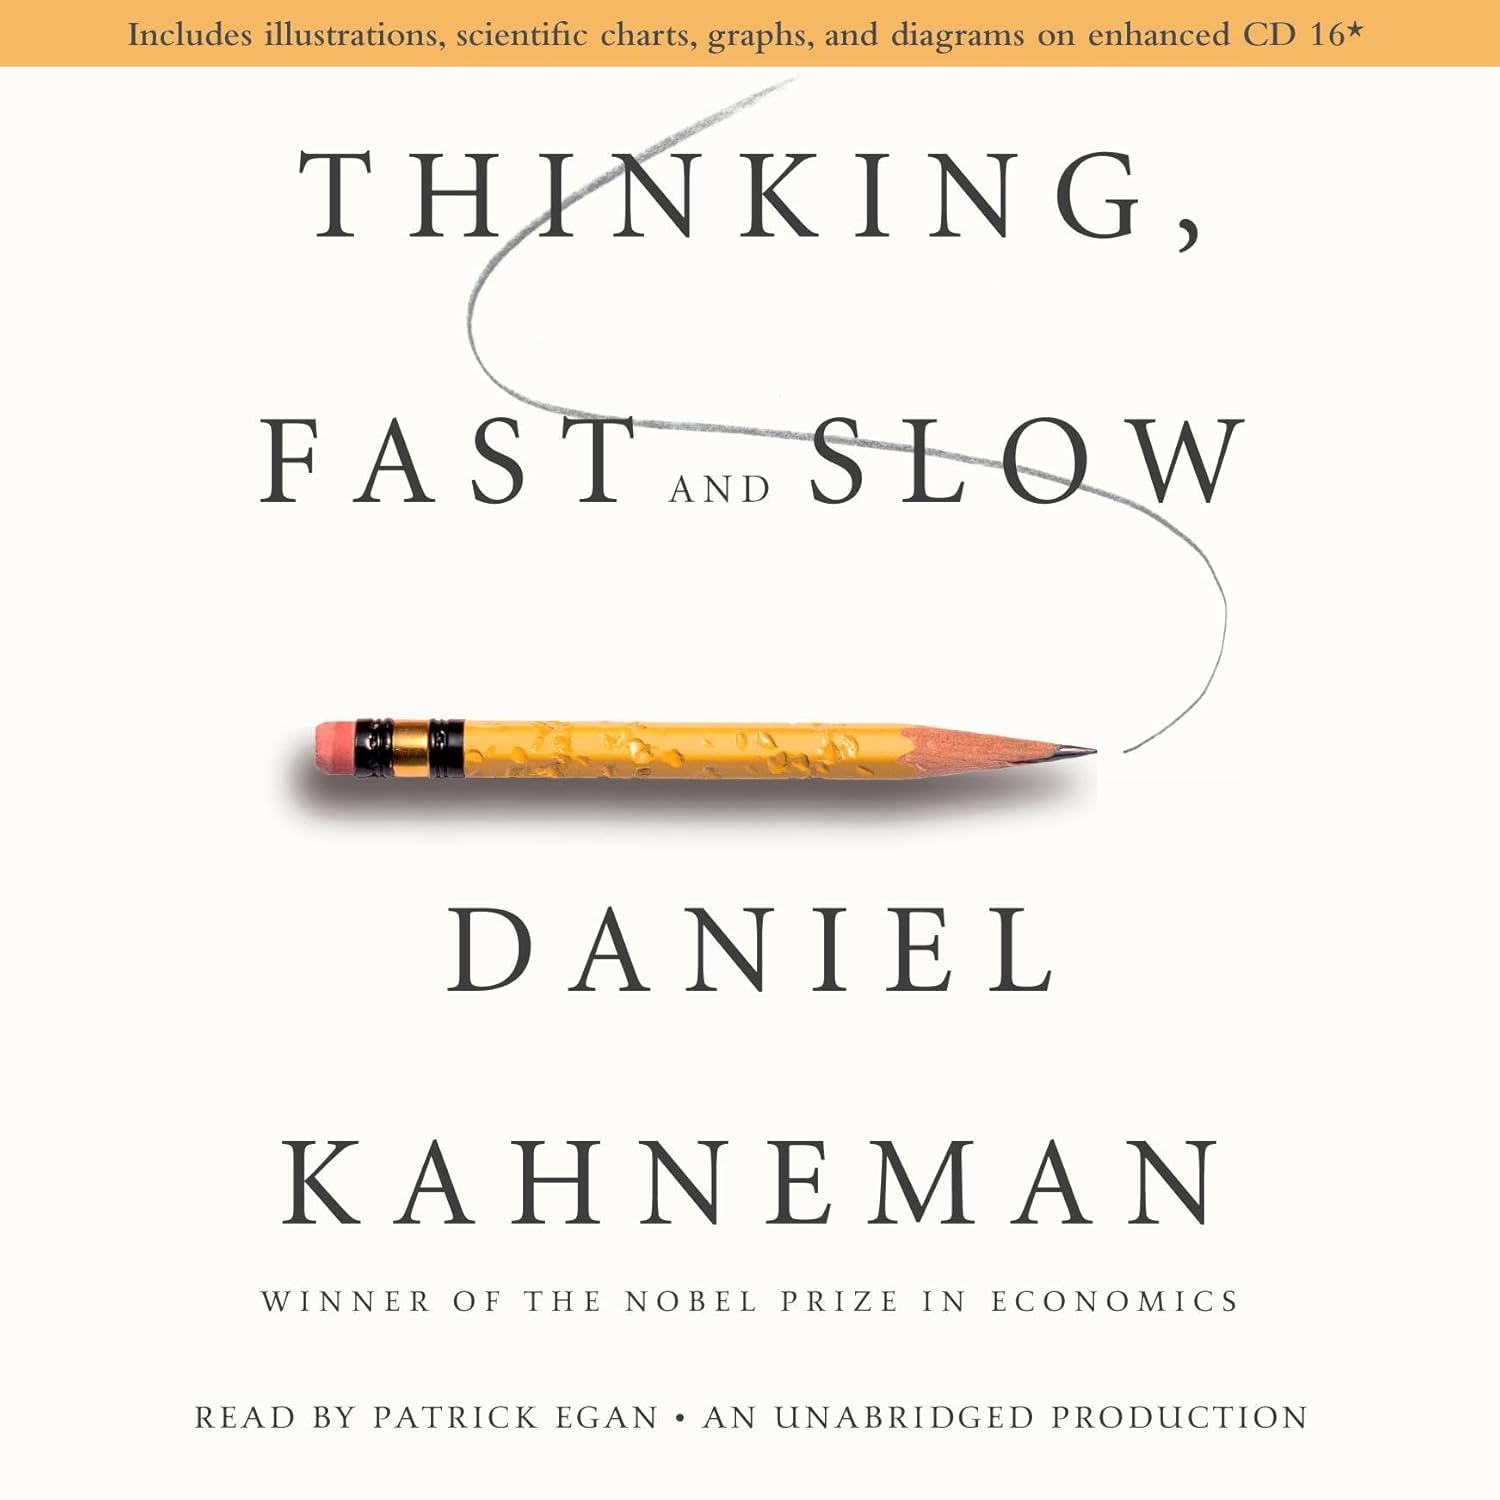 Includes illustrations, scientific charts, graphs, and diagrams on enhanced CD 16★
THINKING,
FAST AND SLOW
DANIEL
KAHNEMAN
WINNER OF THE NOBEL PRIZE IN ECONOMICS
READ BY PATRICK EGAN • AN UNABRIDGED PRODUCTION